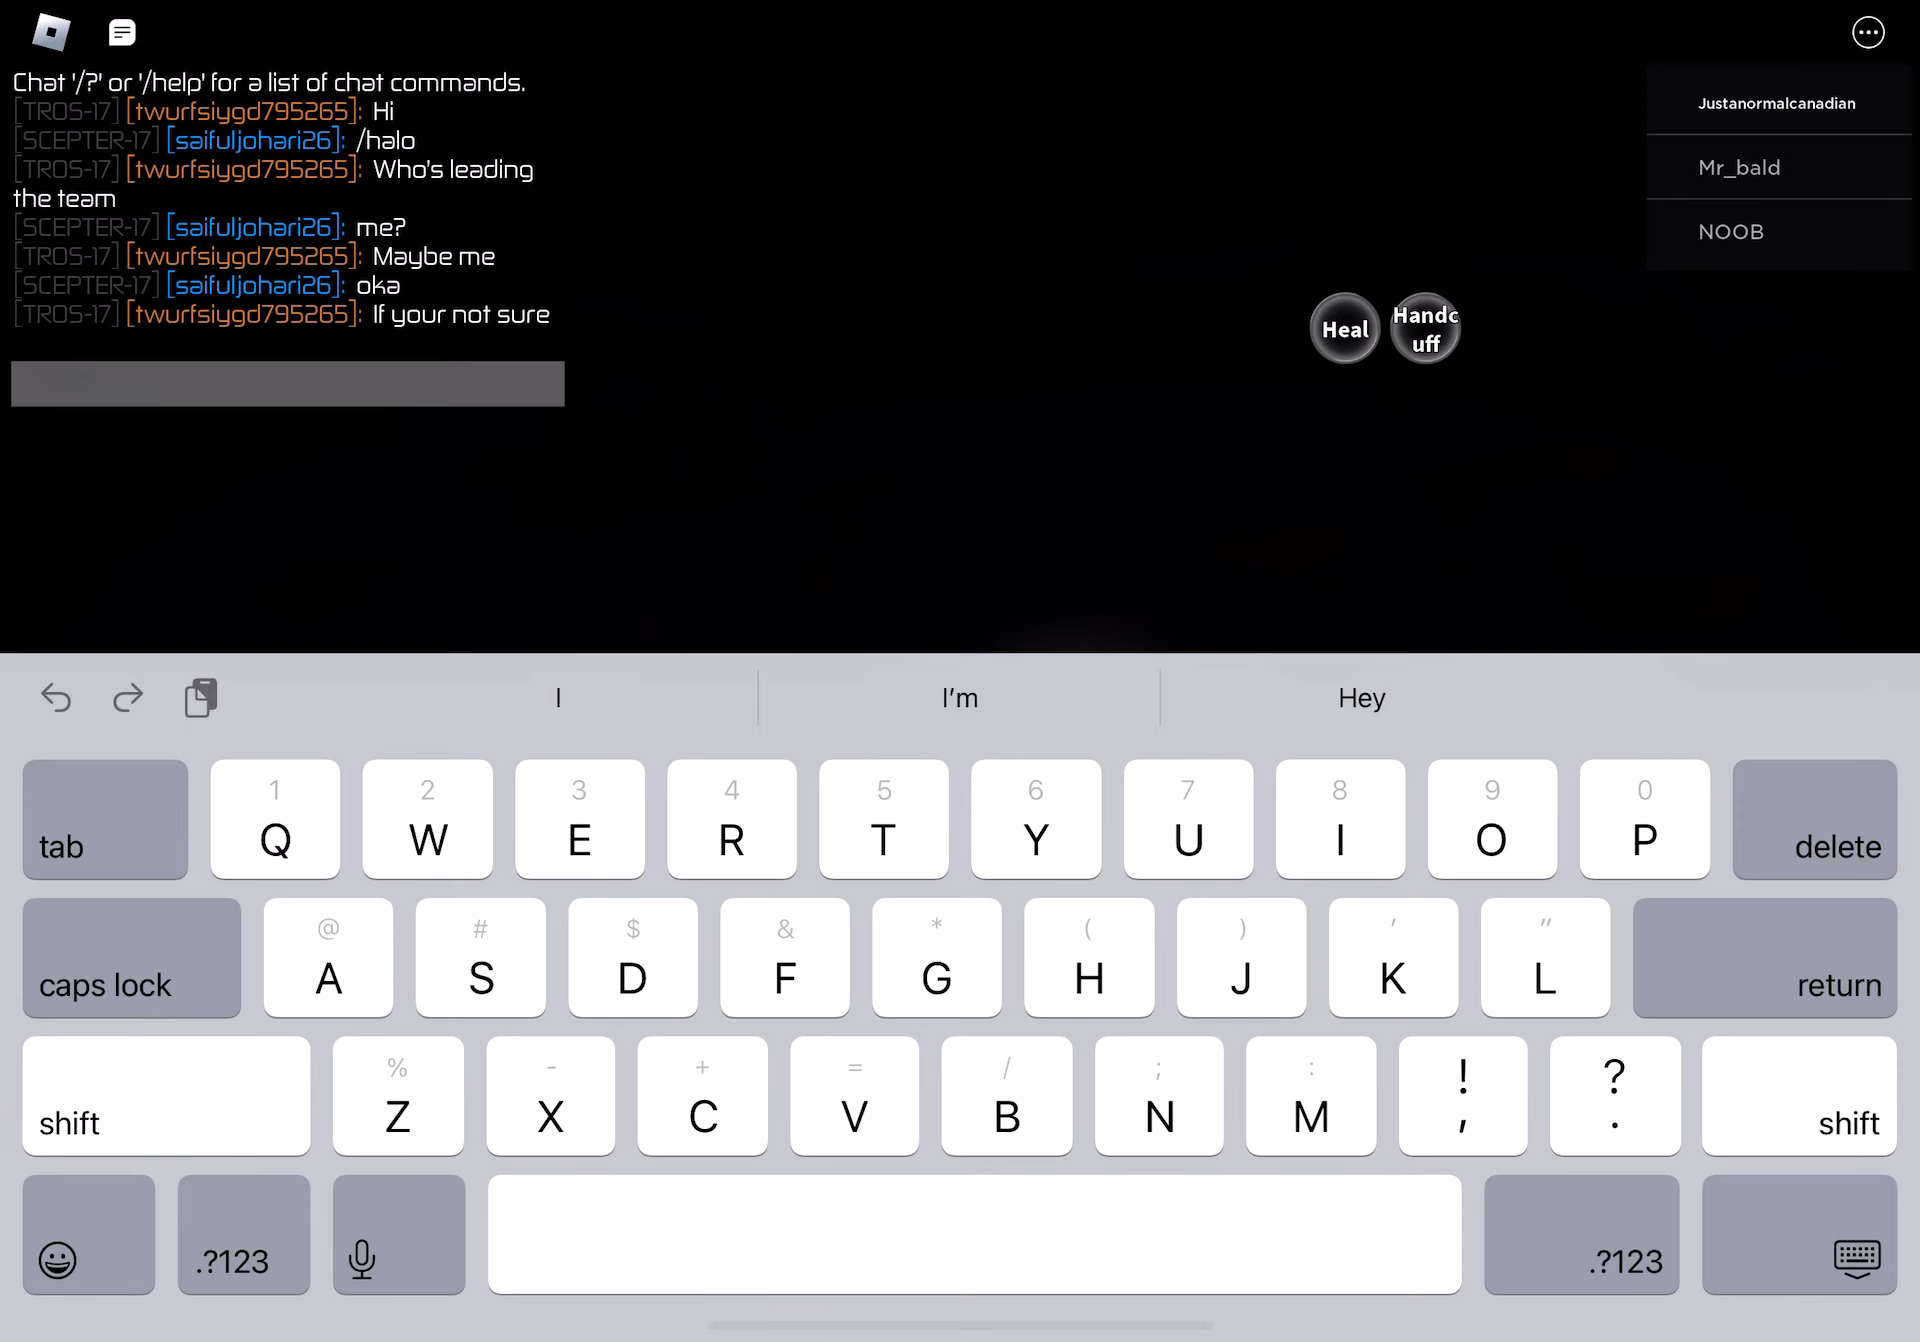 Chat '/?' or '/help' for a list of chat commands.
[TROS-17] [twurfsiygd795265]: Hi
[SCEPTER-17] [saifuljohari26]: /halo
[TROS-17] [twurfsiygd795265]: Who's leading
the team
[SCEPTER-17] [saifuljohari26]: me?
[TROS-17] [twurfsiygd795265]: Maybe me
[SCEPTER-17] [saifuljohari26]: oka
[TROS-17] [twurfsiygd795265]: If your not sure
Justanormalcanadian
Mr_bald
NOOB
Heal
Handc
uff
I
I'm
Hey
1 2 3 4 5 6 7 8 9 0
tab Q W E R T Y U I O P delete
@ # $ & * ( ) ' "
caps lock A S D F G H J K L return
% - + = / ; : ! ?
shift Z X C V B N M , . shift
.?123
.?123